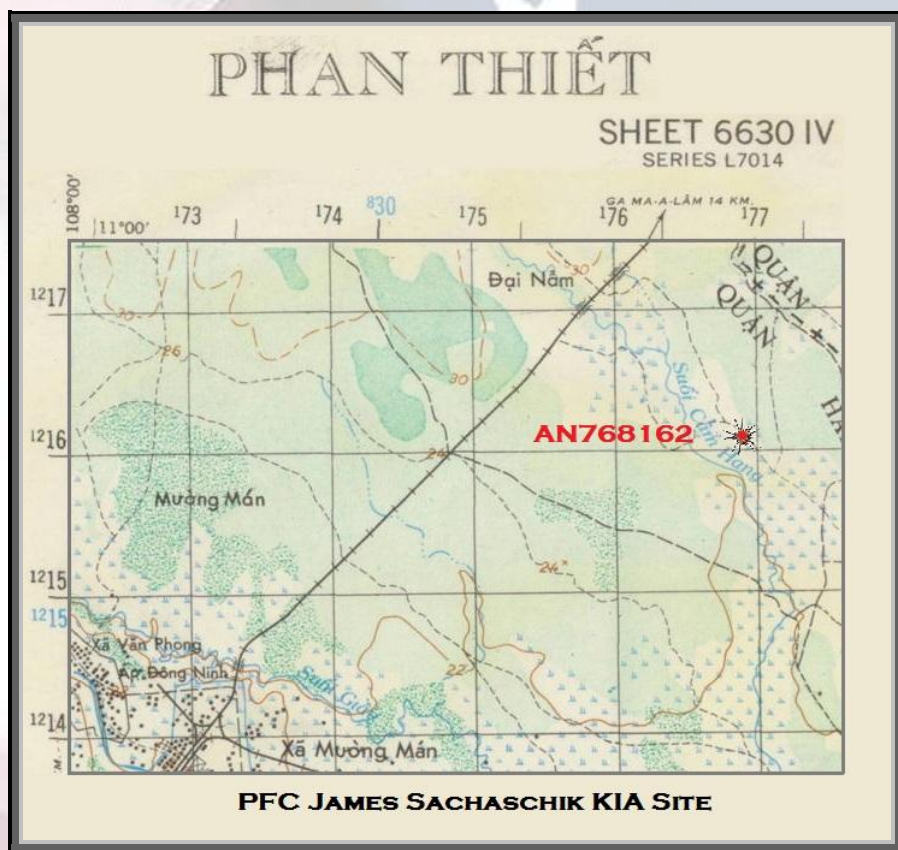 PHAN THIẾT
SHEET 6630 IV
SERIES L7014
GA MA-A-LÂM 14 KM.
108°00'
11°00'
173
174
830
175
176
177
1217
Đại Nẫm
30
QUẬN
QUẬN
30
26
30
Suối Cẩm Hang
HÀ
AN768162
1216
24
Mường Mán
24
1215
1215
Xã Văn Phong
Ấp Đông Ninh
22
1214
Xã Mường Mán
PFC JAMES SACHASCHIK KIA SITE